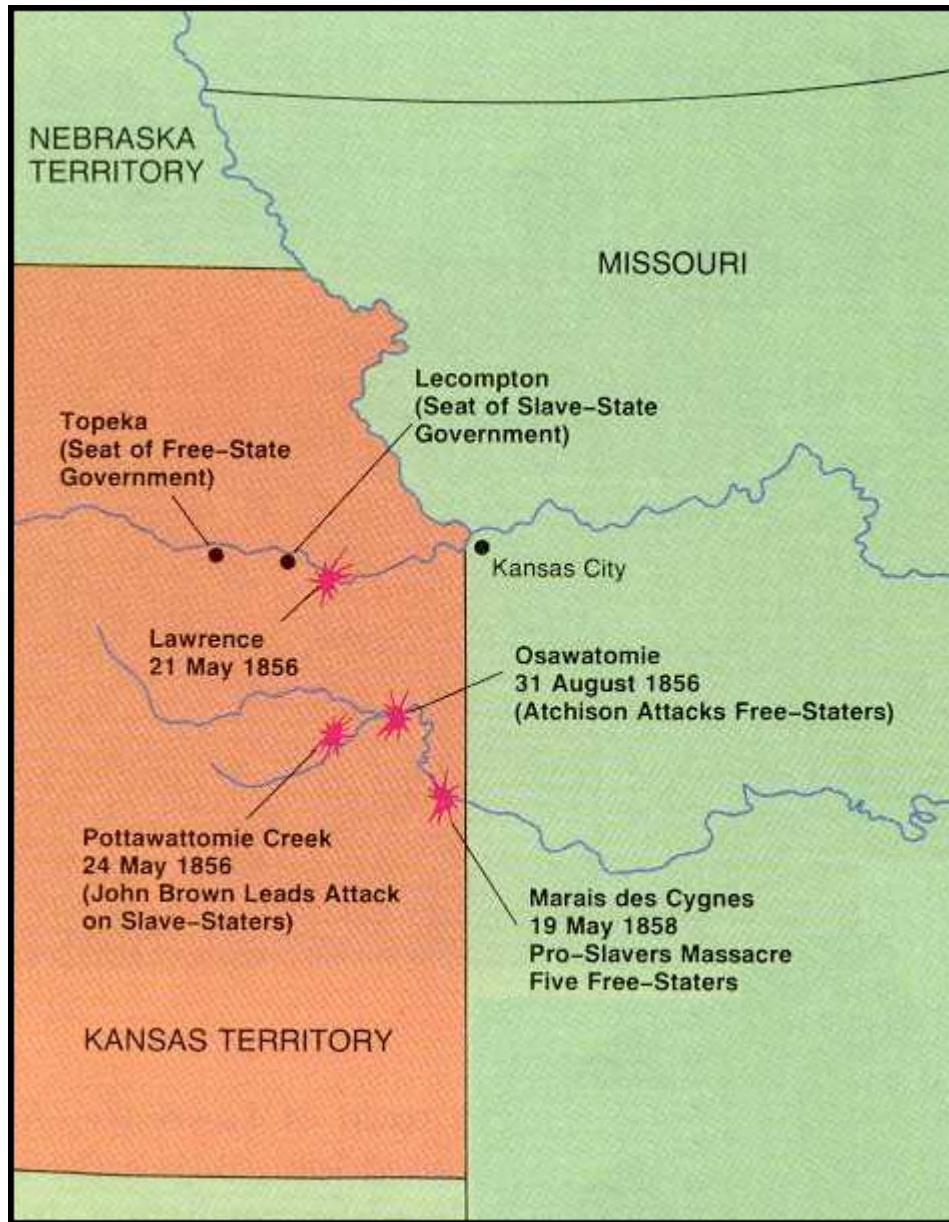 NEBRASKA
TERRITORY
MISSOURI
Lecompton
(Seat of Slave–State
Government)
Topeka
(Seat of Free–State
Government)
Kansas City
Lawrence
21 May 1856
Osawatomie
31 August 1856
(Atchison Attacks Free–Staters)
Pottawattomie Creek
24 May 1856
(John Brown Leads Attack
on Slave–Staters)
Marais des Cygnes
19 May 1858
Pro–Slavers Massacre
Five Free–Staters
KANSAS TERRITORY